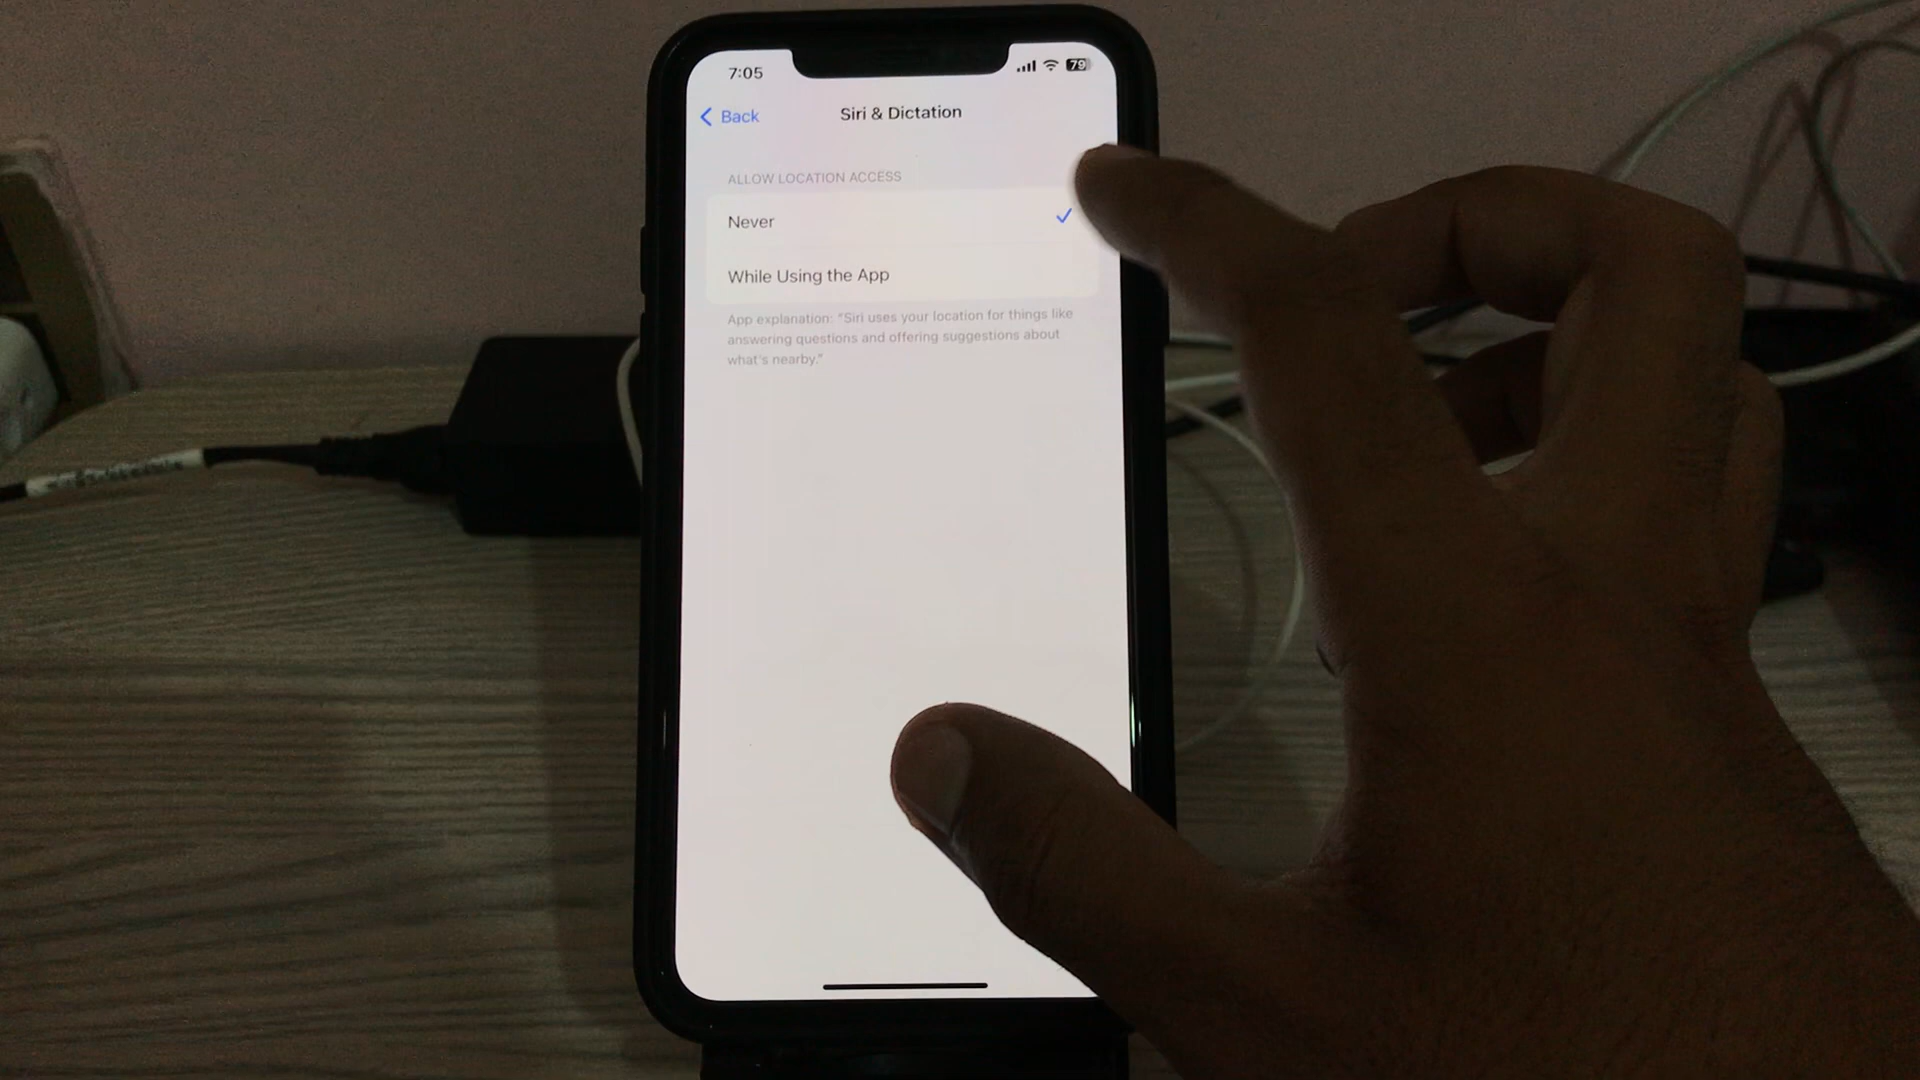 7:05
79
Back
Siri & Dictation
ALLOW LOCATION ACCESS
Never
While Using the App
App explanation: "Siri uses your location for things like
answering questions and offering suggestions about
what's nearby."